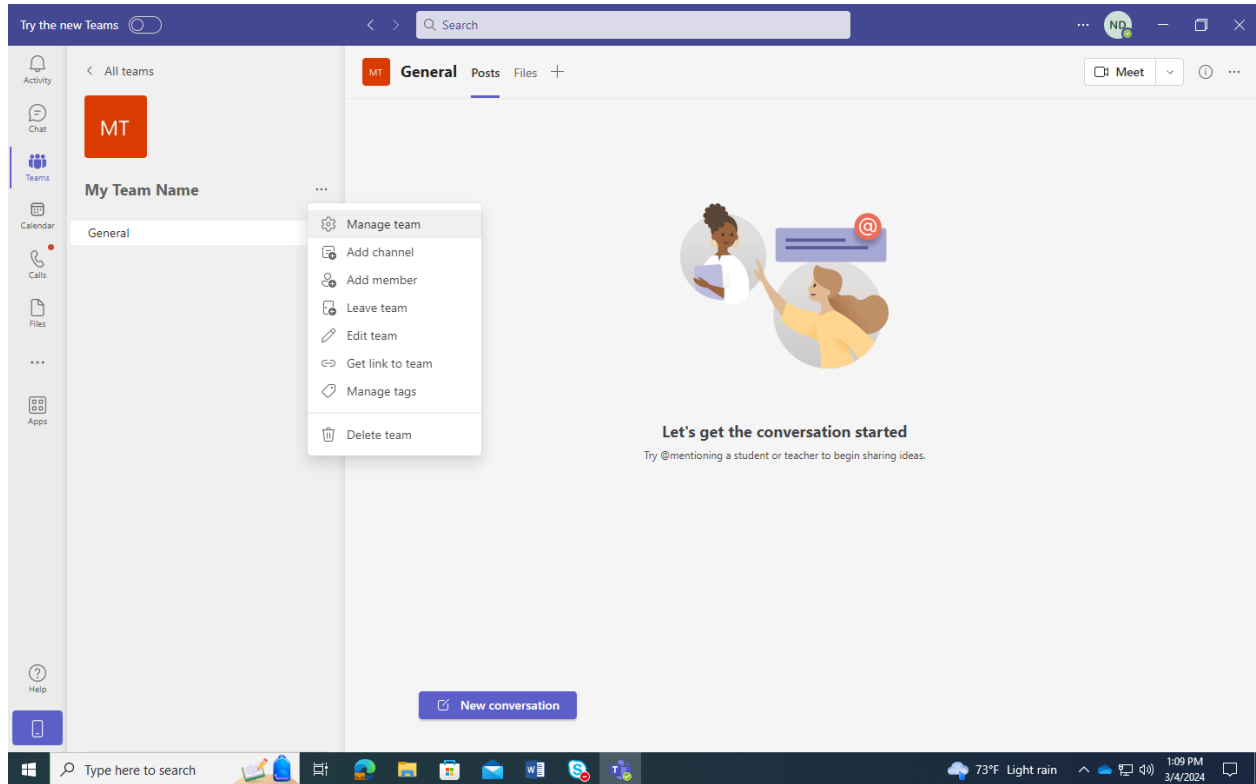 Try the new Teams
Search
ND
Activity
Chat
Teams
Calendar
Calls
Files
Apps
Help
All teams
MT
My Team Name
General
Manage team
Add channel
Add member
Leave team
Edit team
Get link to team
Manage tags
Delete team
MT General Posts Files
Meet
@
Let's get the conversation started
Try @mentioning a student or teacher to begin sharing ideas.
New conversation
Type here to search
73°F Light rain
1:09 PM
3/4/2024